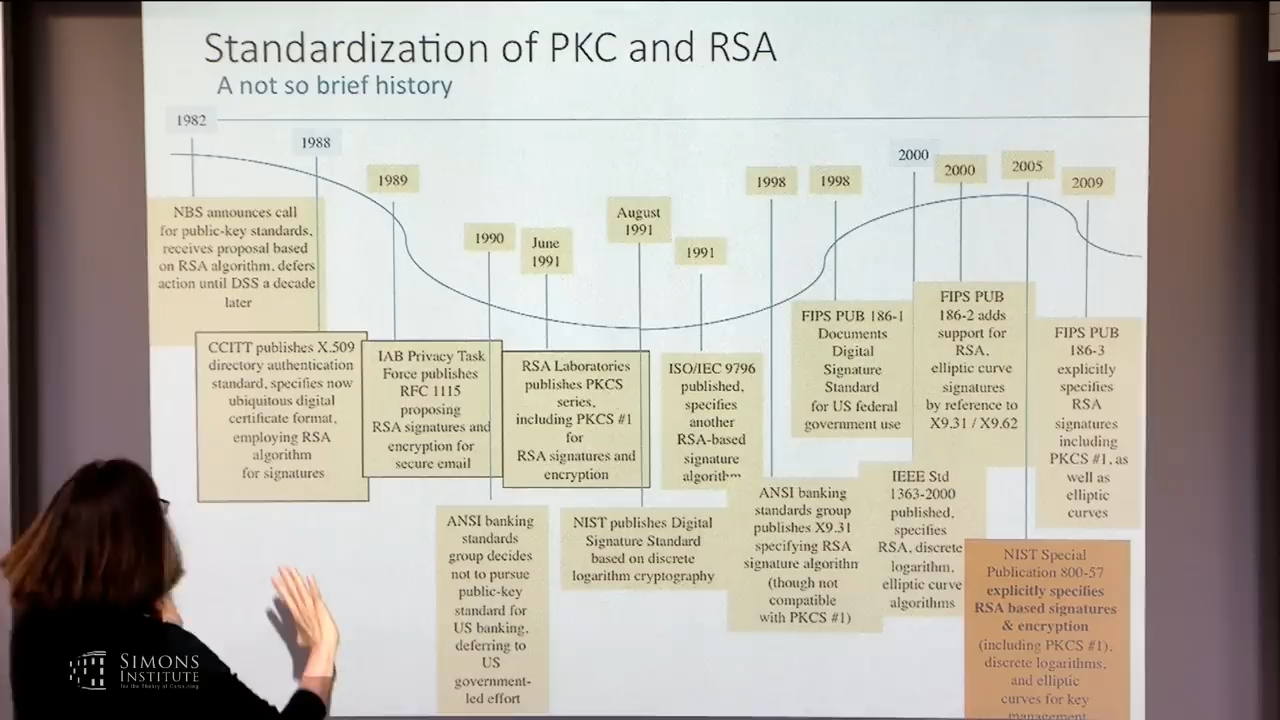 Standardization of PKC and RSA
A not so brief history
1982
NBS announces call
for public-key standards,
receives proposal based
on RSA algorithm, defers
action until DSS a decade
later
1988
CCITT publishes X.509
directory authentication
standard, specifies now
ubiquitous digital
certificate format,
employing RSA
algorithm
for signatures
1989
IAB Privacy Task
Force publishes
RFC 1115
proposing
RSA signatures and
encryption for
secure email
1990
ANSI banking
standards
group decides
not to pursue
public-key
standard for
US banking,
deferring to
US
government-
led effort
June
1991
RSA Laboratories
publishes PKCS
series,
including PKCS #1
for
RSA signatures and
encryption
August
1991
NIST publishes Digital
Signature Standard
based on discrete
logarithm cryptography
1991
ISO/IEC 9796
published,
specifies
another
RSA-based
signature
algorithm
1998
ANSI banking
standards group
publishes X9.31
specifying RSA
signature algorithm
(though not
compatible
with PKCS #1)
1998
FIPS PUB 186-1
Documents
Digital
Signature
Standard
for US federal
government use
2000
IEEE Std
1363-2000
published,
specifies
RSA, discrete
logarithm,
elliptic curve
algorithms
2000
FIPS PUB
186-2 adds
support for
RSA,
elliptic curve
signatures
by reference to
X9.31 / X9.62
2005
NIST Special
Publication 800-57
explicitly specifies
RSA based signatures
& encryption
(including PKCS #1),
discrete logarithms,
and elliptic
curves for key
management
2009
FIPS PUB
186-3
explicitly
specifies
RSA
signatures
including
PKCS #1, as
well as
elliptic
curves
SIMONS
INSTITUTE
for the Theory of Computing